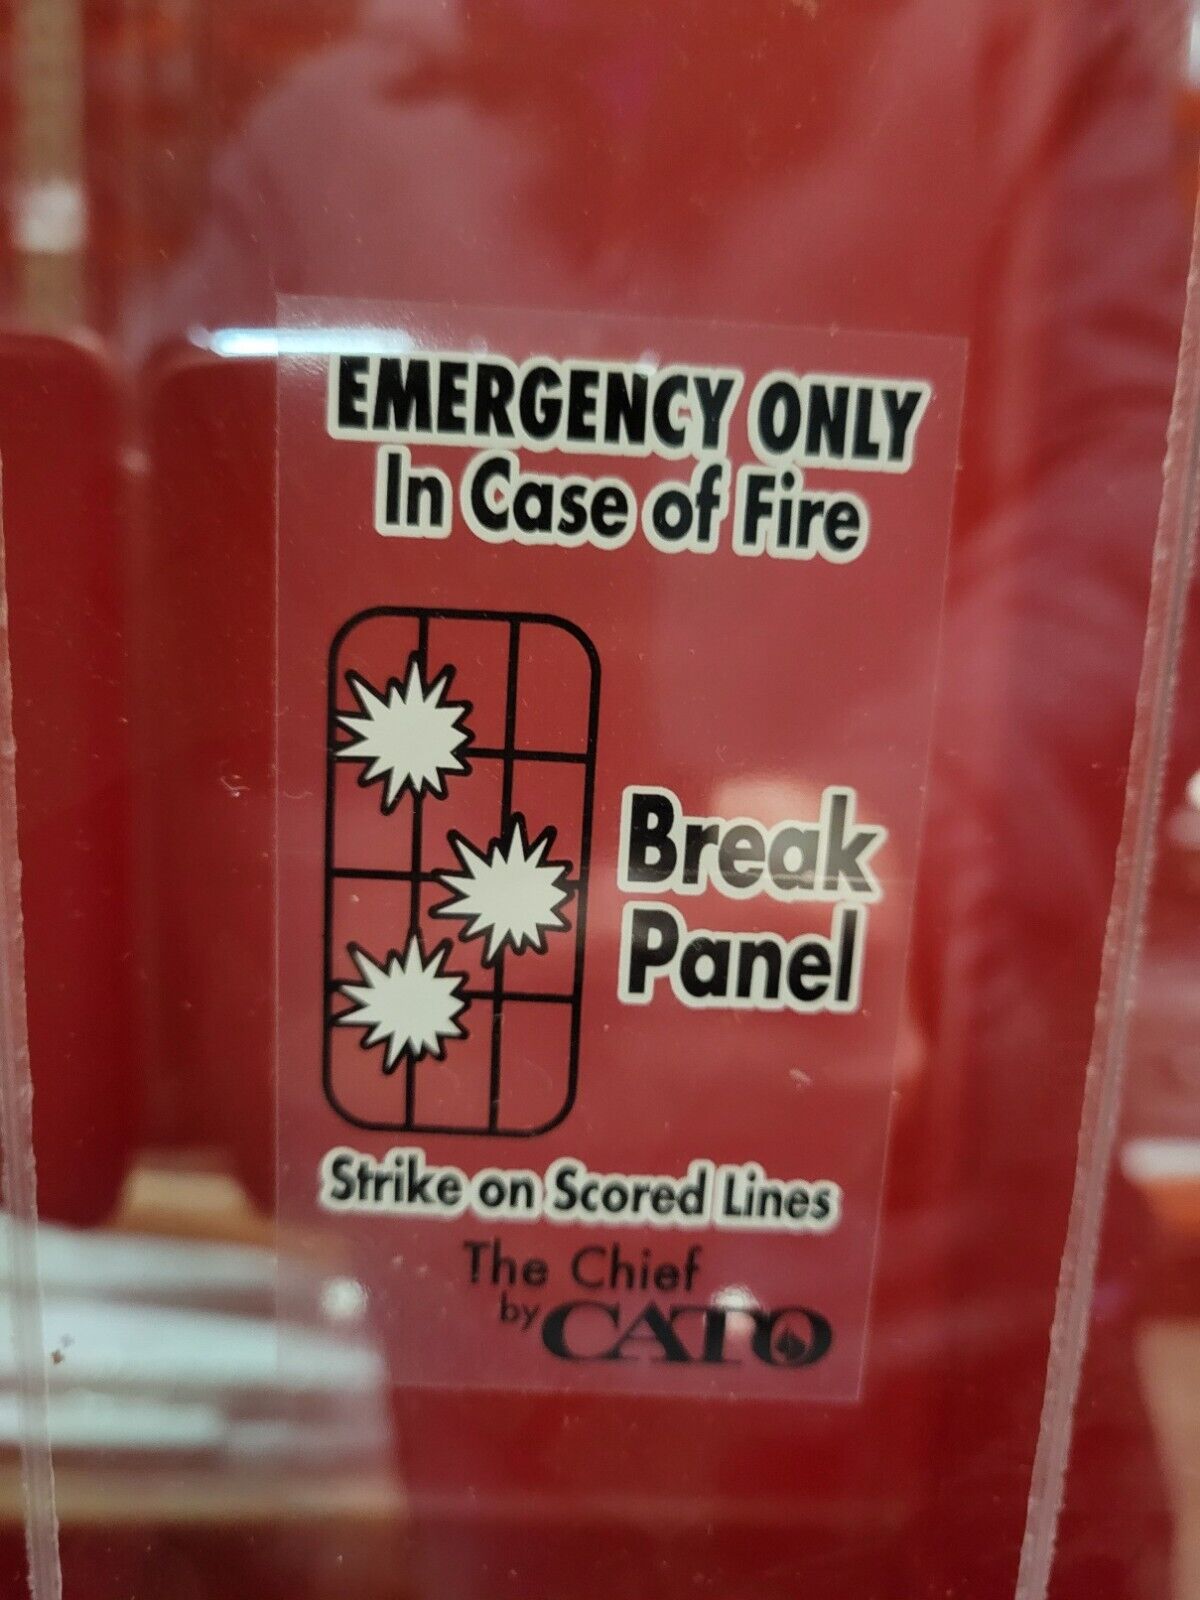 EMERGENCY ONLY
In Case of Fire
Break
Panel
Strike on Scored Lines
The Chief
by CATO